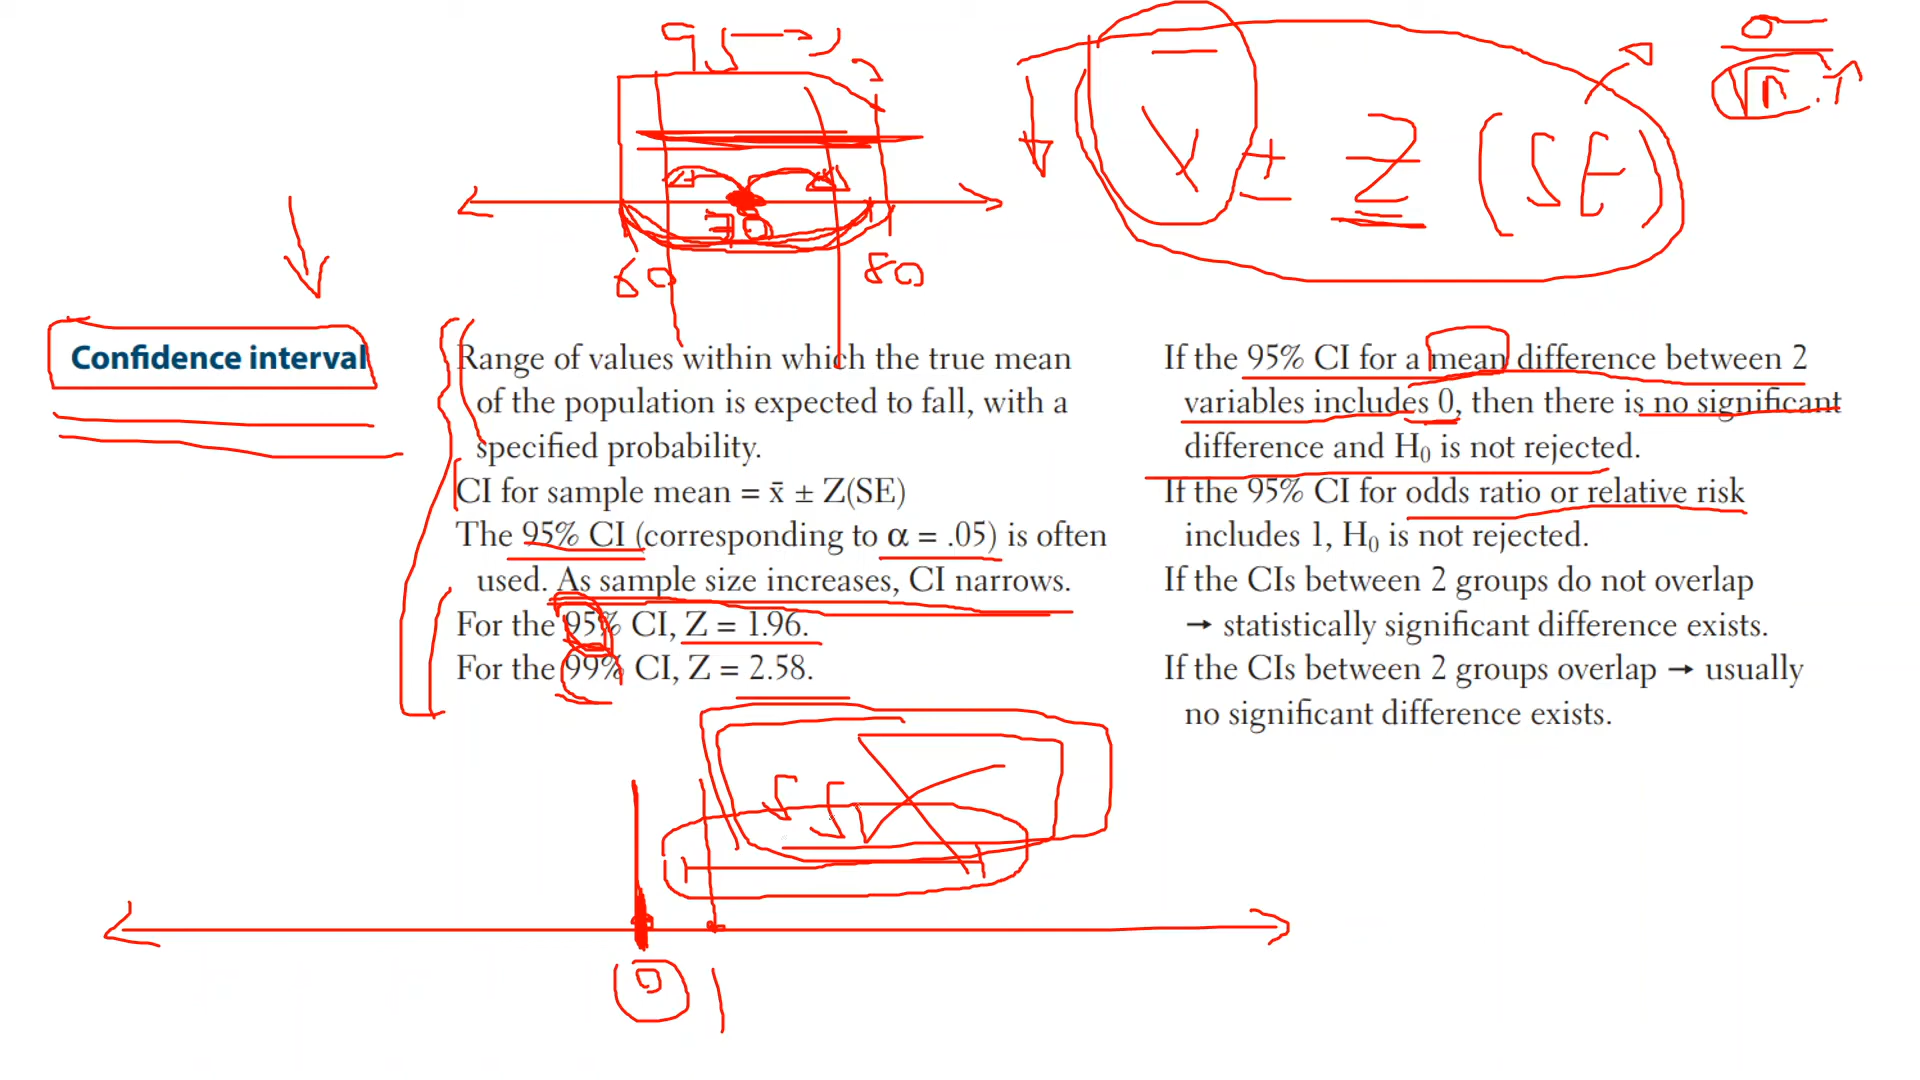 95
x̄ ± Z (SE)
σ
√n
70
60
80
Confidence interval
Range of values within which the true mean
of the population is expected to fall, with a
specified probability.
CI for sample mean = x̄ ± Z(SE)
The 95% CI (corresponding to α = .05) is often
used. As sample size increases, CI narrows.
For the 95% CI, Z = 1.96.
For the 99% CI, Z = 2.58.
If the 95% CI for a mean difference between 2
variables includes 0, then there is no significant
difference and H₀ is not rejected.
If the 95% CI for odds ratio or relative risk
includes 1, H₀ is not rejected.
If the CIs between 2 groups do not overlap
→ statistically significant difference exists.
If the CIs between 2 groups overlap → usually
no significant difference exists.
0 1